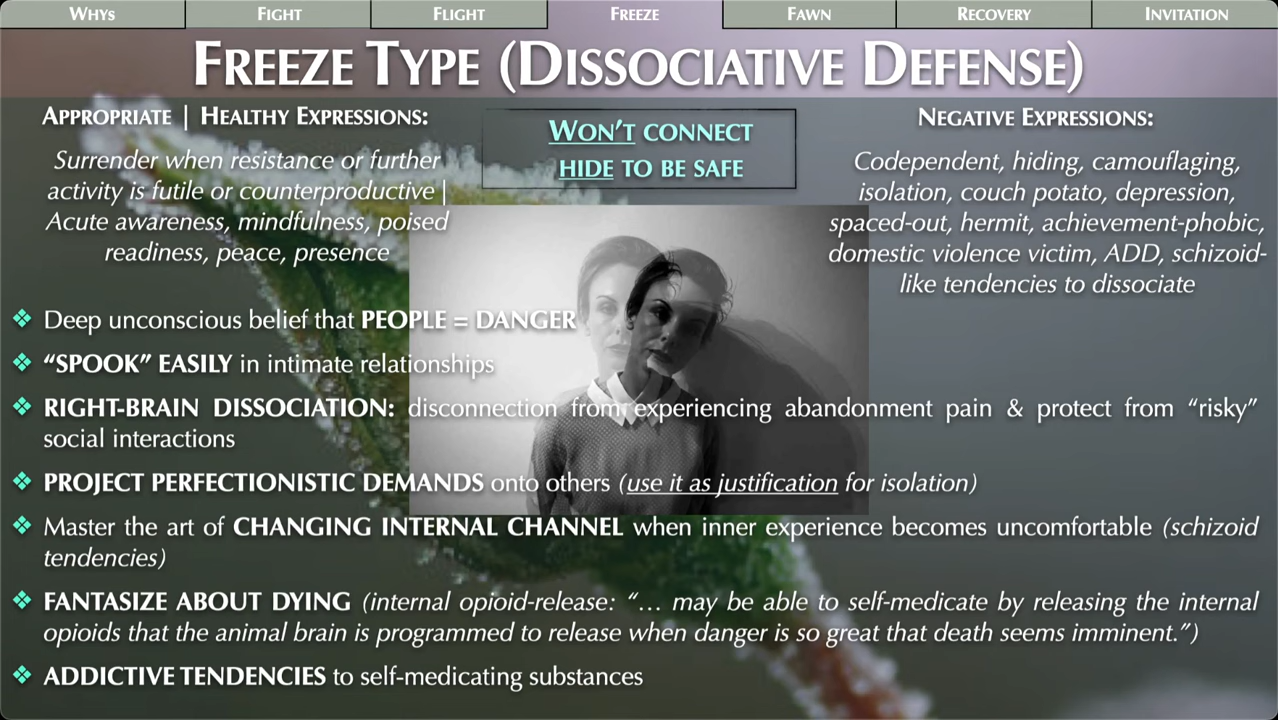 WHYS
FIGHT
FLIGHT
FREEZE
FAWN
RECOVERY
INVITATION
FREEZE TYPE (DISSOCIATIVE DEFENSE)
APPROPRIATE | HEALTHY EXPRESSIONS:
Surrender when resistance or further
activity is futile or counterproductive |
Acute awareness, mindfulness, poised
readiness, peace, presence
WON'T CONNECT
HIDE TO BE SAFE
NEGATIVE EXPRESSIONS:
Codependent, hiding, camouflaging,
isolation, couch potato, depression,
spaced-out, hermit, achievement-phobic,
domestic violence victim, ADD, schizoid-
like tendencies to dissociate
❖ Deep unconscious belief that PEOPLE = DANGER
❖ “SPOOK” EASILY in intimate relationships
❖ RIGHT-BRAIN DISSOCIATION: disconnection from experiencing abandonment pain & protect from “risky”
social interactions
❖ PROJECT PERFECTIONISTIC DEMANDS onto others (use it as justification for isolation)
❖ Master the art of CHANGING INTERNAL CHANNEL when inner experience becomes uncomfortable (schizoid
tendencies)
❖ FANTASIZE ABOUT DYING (internal opioid-release: “… may be able to self-medicate by releasing the internal
opioids that the animal brain is programmed to release when danger is so great that death seems imminent.”)
❖ ADDICTIVE TENDENCIES to self-medicating substances